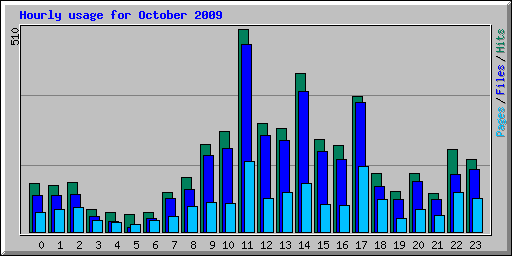 Hourly usage for October 2009
510
Pages / Files / Hits
0 1 2 3 4 5 6 7 8 9 10 11 12 13 14 15 16 17 18 19 20 21 22 23